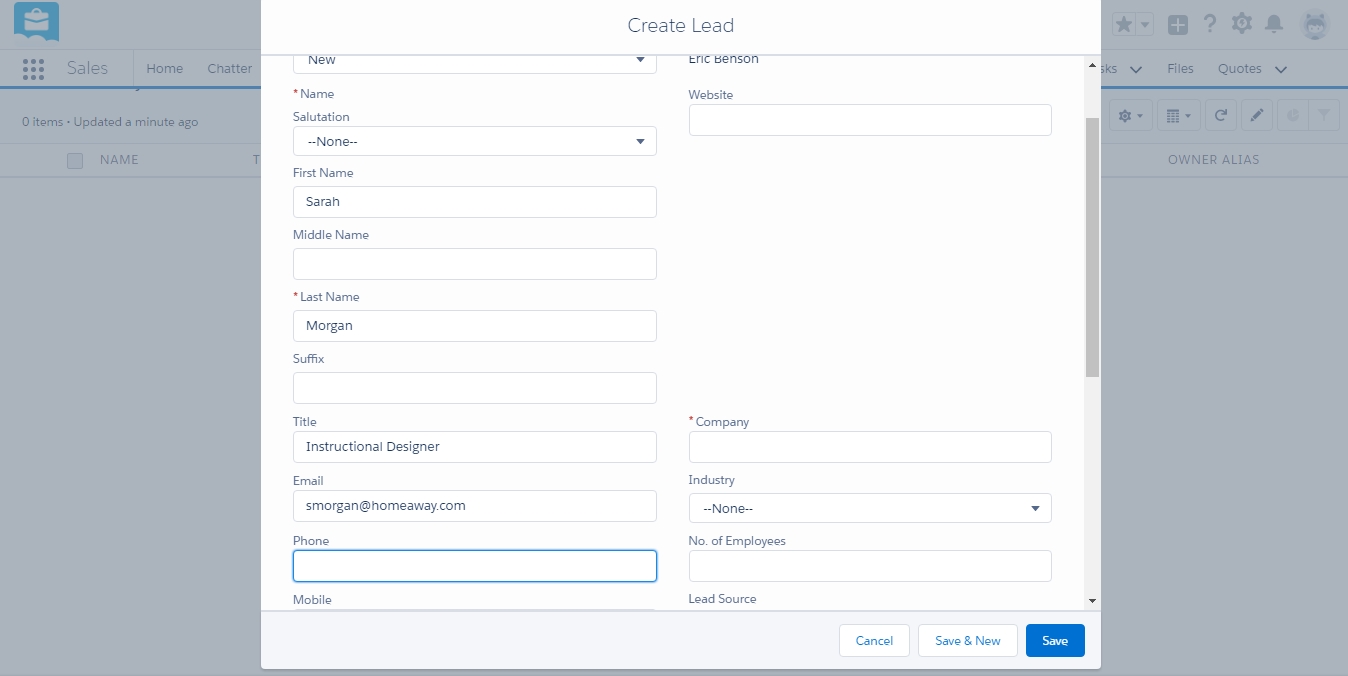 Create Lead
Sales
Home
Chatter
Files
Quotes
0 items • Updated a minute ago
NAME
OWNER ALIAS
New
Eric Benson
*Name
Website
Salutation
--None--
First Name
Sarah
Middle Name
*Last Name
Morgan
Suffix
Title
*Company
Instructional Designer
Email
Industry
smorgan@homeaway.com
--None--
Phone
No. of Employees
Mobile
Lead Source
Cancel
Save & New
Save